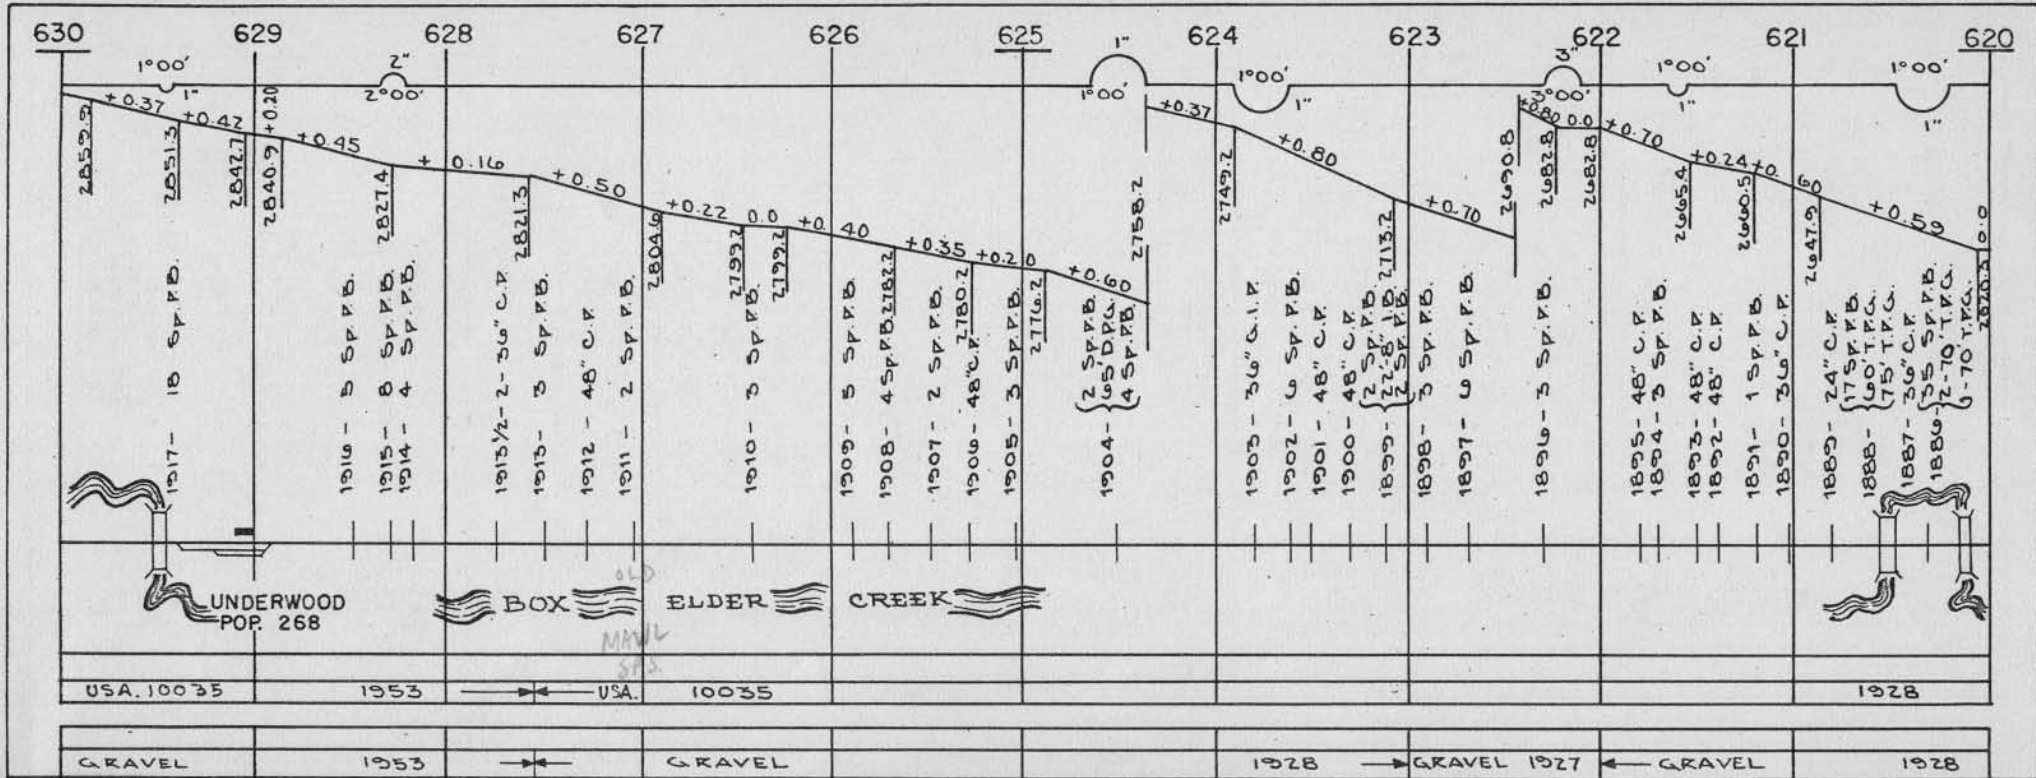 630 629 628 627 626 625 624 623 622 621 620
1°00' 2" 1" 1°00' 3" 1°00' 1°00'
1" 2°00' 1°00' 1" 3°00' 1" 1"
+0.37 +0.42 +0.20 +0.45 + 0.16 +0.50 +0.22 0.0 +0. 40 +0.35 +0.20 +0.60 +0.37 +0.80 +0.70 +0.80 0.0 +0.70 +0.24 +0. 60 +0.56 0.0
2859.9
2851.3
2842.7
2840.9
2827.4
2821.3
2804.6
2799.2
2799.2
2782.2
2780.2
2776.2
2758.2
2749.2
2713.2
2690.8
2682.8
2682.8
2665.4
2660.5
2647.9
2620.5
1917- 18 Sp.P.B.
1916- 5 Sp.P.B.
1915- 8 Sp.P.B.
1914- 4 Sp.P.B.
1913½-2-36" C.P.
1913- 3 Sp.P.B.
1912 - 48" C.P.
1911- 2 Sp.P.B.
1910- 3 Sp.P.B.
1909- 5 Sp.P.B.
1908- 4 Sp.P.B.
1907- 2 Sp.P.B.
1906-48"C.P.
1905- 3 Sp.P.B.
1904- { 2 Sp.P.B.
65' D.P.G.
4 Sp.P.B.
1903-36" C.I.P.
1902- 6 Sp.P.B.
1901- 48" C.P.
1900- 48" C.P.
1899- { 2 Sp.P.B.
22'-8" I.B.
2 Sp.P.B.
1898- 3 Sp.P.B.
1897- 6 Sp.P.B.
1896- 3 Sp.P.B.
1895-48" C.P.
1894-3 Sp.P.B.
1893-48" C.P.
1892-48" C.P.
1891- 1 Sp.P.B.
1890-36" C.P.
1889- 24" C.P.
1888- { 17 Sp.P.B.
60' T.P.G.
75' T.P.G.
1887-36" C.P.
1886- { 35 Sp.P.B.
2-70' T.P.G.
6-70' T.P.G.
UNDERWOOD
POP. 268
OLD
BOX ELDER CREEK
MAIN
SPS.
USA. 10035 1953 USA. 10035 1928
GRAVEL 1953 GRAVEL 1928 GRAVEL 1927 GRAVEL 1928